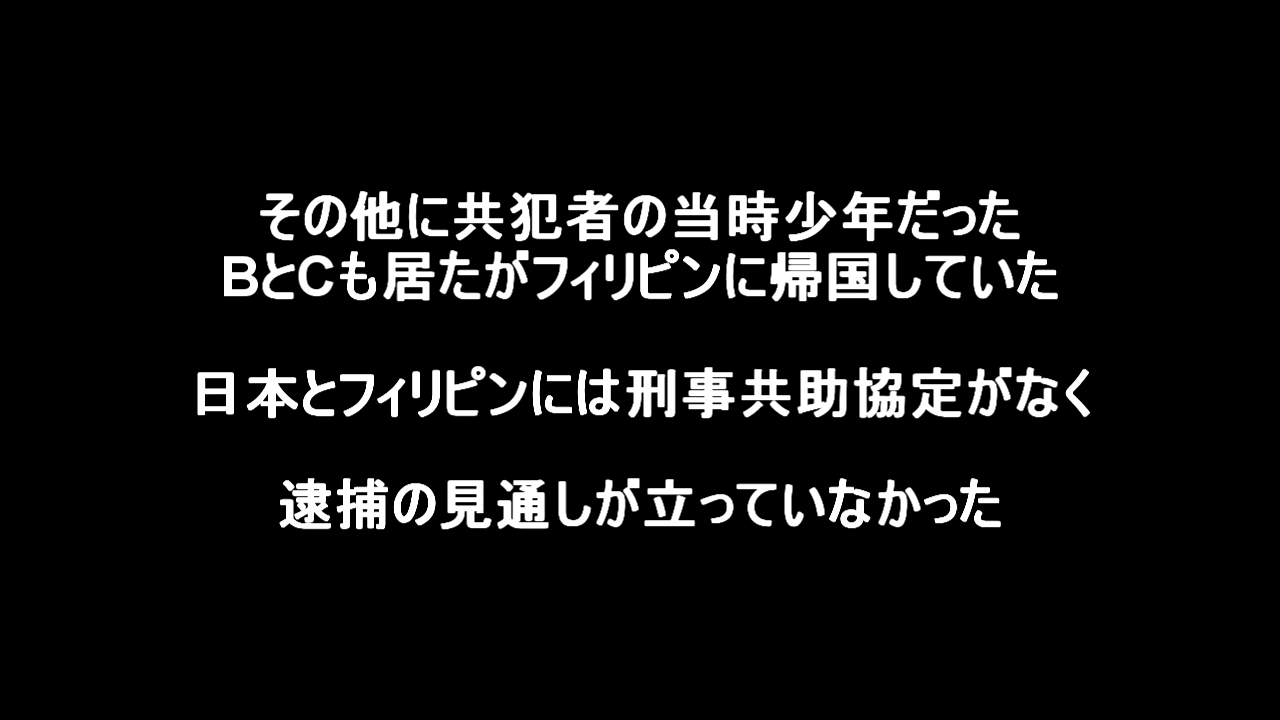 その他に共犯者の当時少年だった
BとCも居たがフィリピンに帰国していた
日本とフィリピンには刑事共助協定がなく
逮捕の見通しが立っていなかった